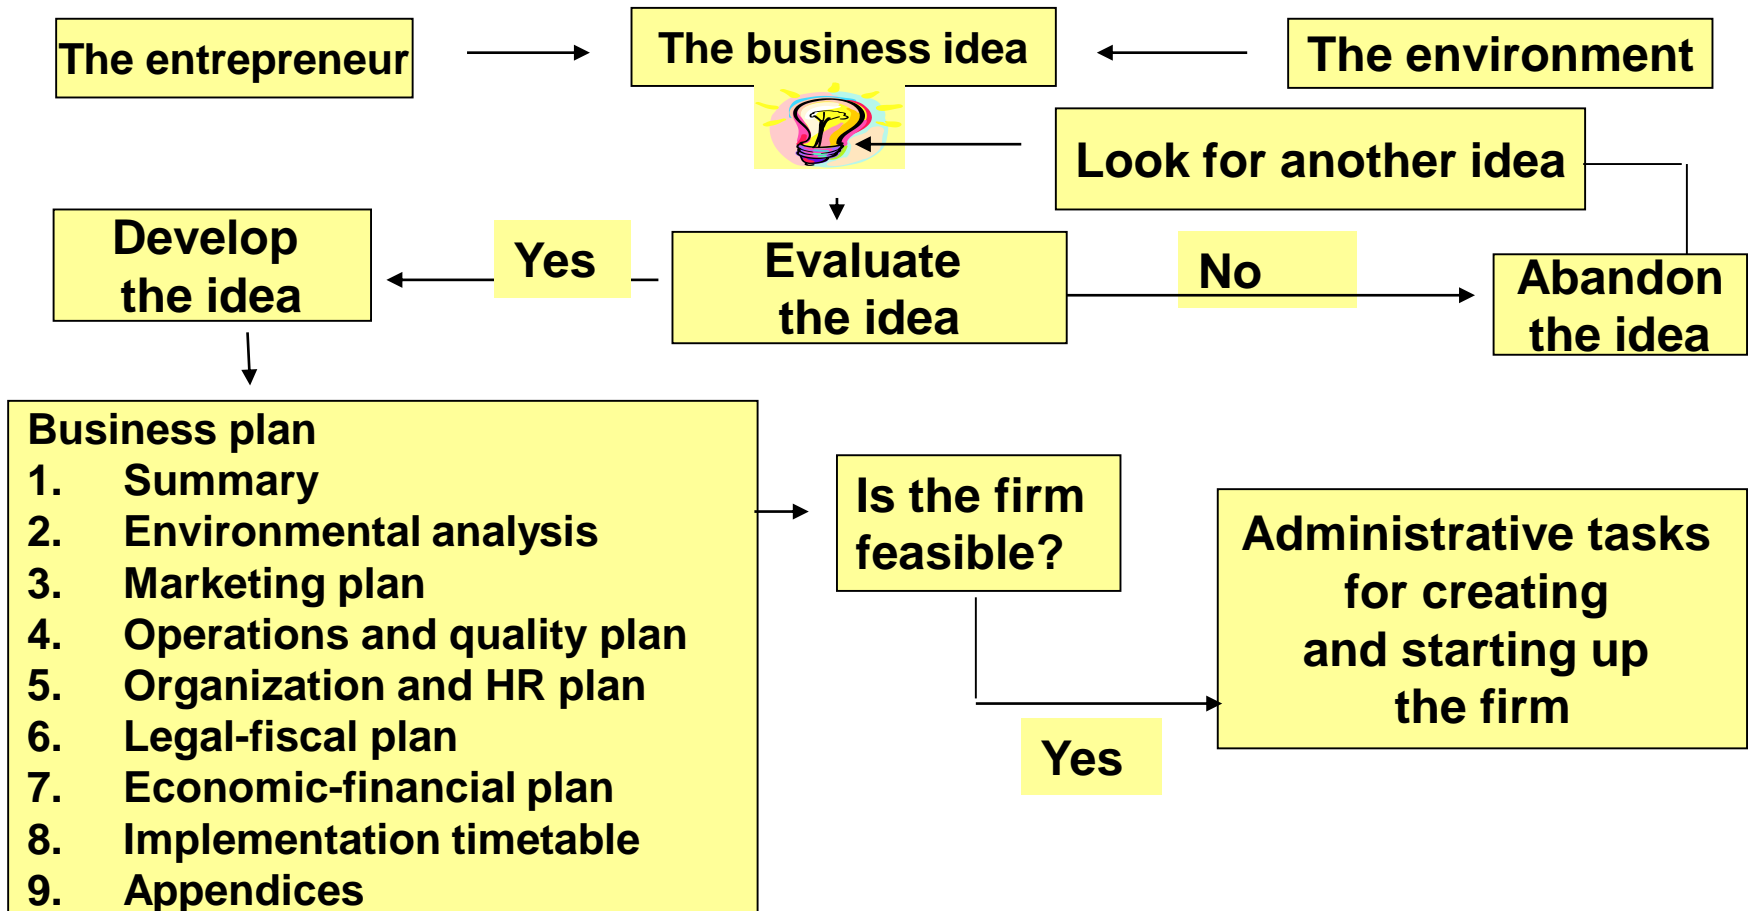 The entrepreneur
The business idea
The environment
Look for another idea
Develop
the idea
Yes
Evaluate
the idea
No
Abandon
the idea
Business plan
1. Summary
2. Environmental analysis
3. Marketing plan
4. Operations and quality plan
5. Organization and HR plan
6. Legal-fiscal plan
7. Economic-financial plan
8. Implementation timetable
9. Appendices
Is the firm
feasible?
Yes
Administrative tasks
for creating
and starting up
the firm